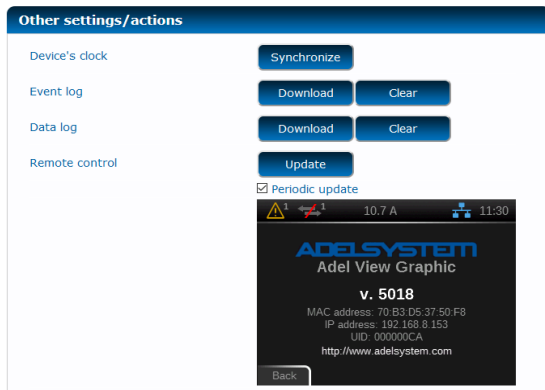 Other settings/actions
Device's clock Synchronize
Event log Download Clear
Data log Download Clear
Remote control Update
Periodic update
1 1 10.7 A 11:30
ADELSYSTEM
Adel View Graphic
v. 5018
MAC address: 70:B3:D5:37:50:F8
IP address: 192.168.8.153
UID: 000000CA
http://www.adelsystem.com
Back